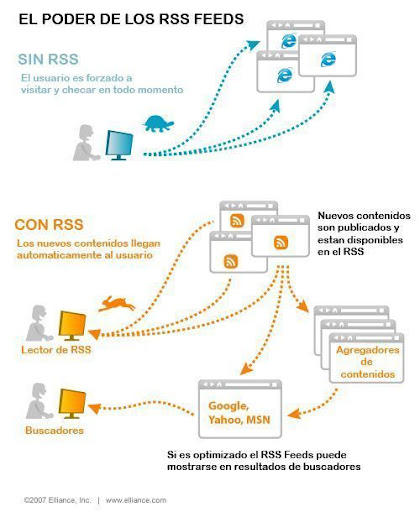 EL PODER DE LOS RSS FEEDS
SIN RSS
El usuario es forzado a
visitar y checar en todo momento
CON RSS
Los nuevos contenidos llegan
automaticamente al usuario
Nuevos contenidos
son publicados y
estan disponibles
en el RSS
Lector de RSS
Agregadores
de
contenidos
Google,
Yahoo, MSN
Buscadores
Si es optimizado el RSS Feeds puede
mostrarse en resultados de buscadores
©2007 Elliance, Inc. | www.elliance.com